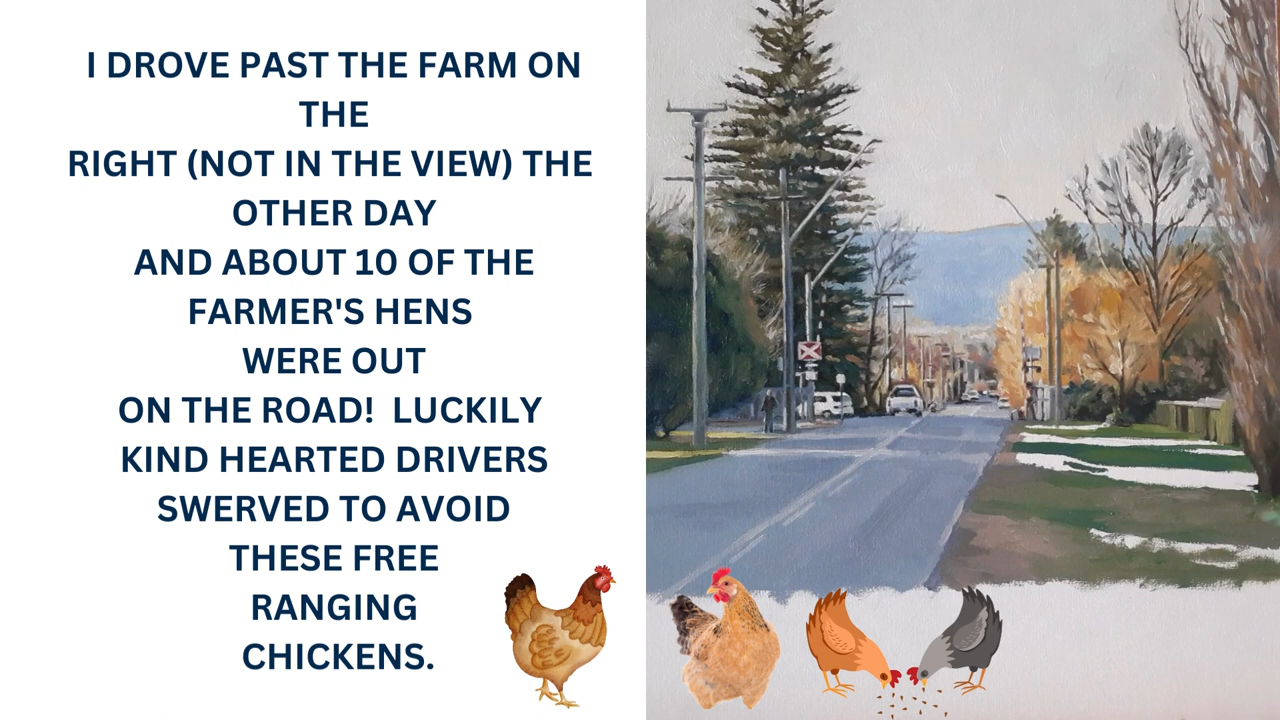 I DROVE PAST THE FARM ON
THE
RIGHT (NOT IN THE VIEW) THE
OTHER DAY
AND ABOUT 10 OF THE
FARMER'S HENS
WERE OUT
ON THE ROAD!  LUCKILY
KIND HEARTED DRIVERS
SWERVED TO AVOID
THESE FREE
RANGING
CHICKENS.